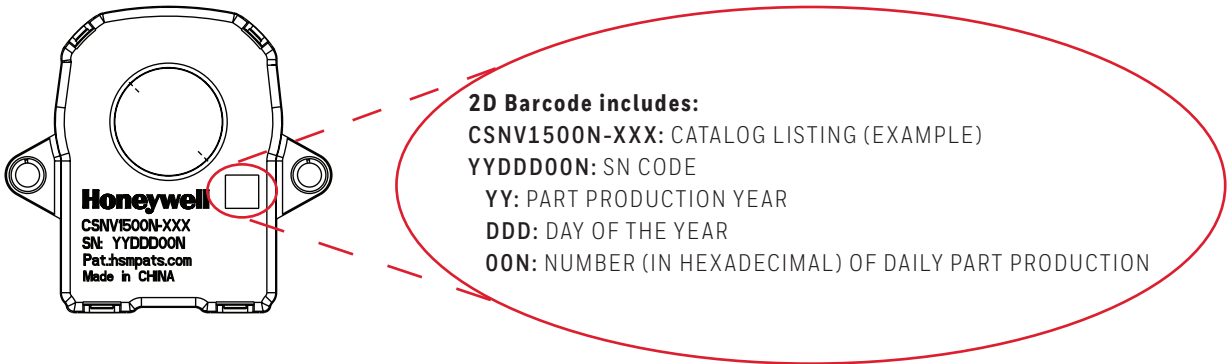 Honeywell
CSNV1500N-XXX
SN: YYDDD00N
Pat.:hsmpats.com
Made in CHINA
2D Barcode includes:
CSNV1500N-XXX: CATALOG LISTING (EXAMPLE)
YYDDD00N: SN CODE
YY: PART PRODUCTION YEAR
DDD: DAY OF THE YEAR
00N: NUMBER (IN HEXADECIMAL) OF DAILY PART PRODUCTION